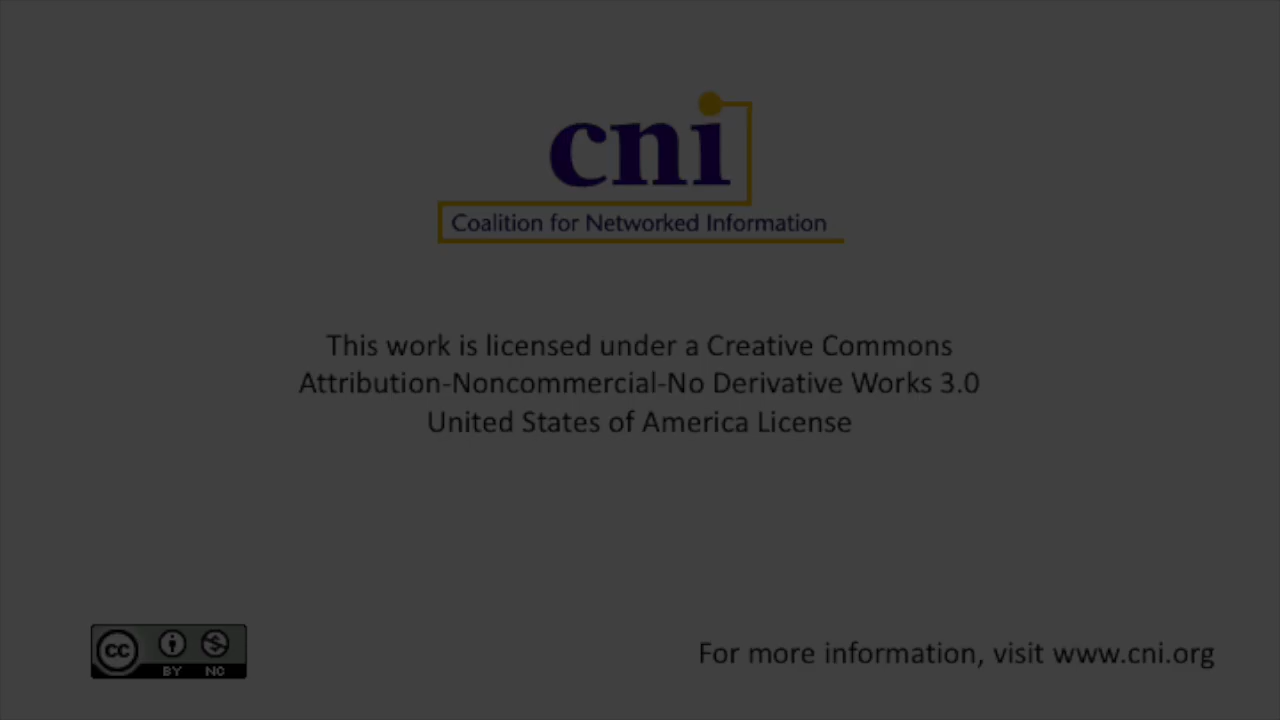 cni
Coalition for Networked Information
This work is licensed under a Creative Commons
Attribution-Noncommercial-No Derivative Works 3.0
United States of America License
cc
BY NC
For more information, visit www.cni.org